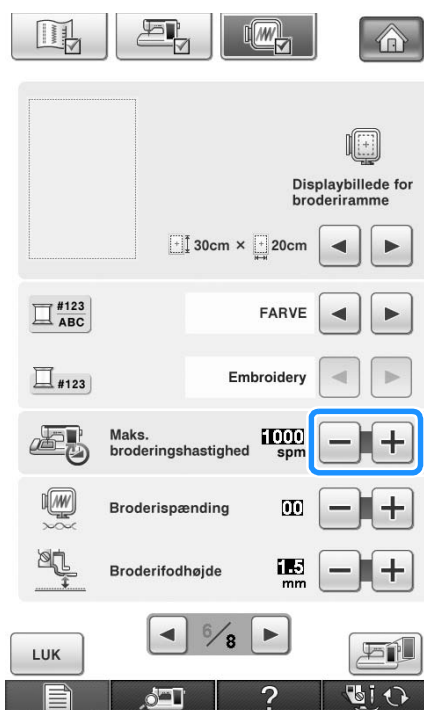 Displaybillede for
broderiramme
30cm × 20cm
#123
ABC
FARVE
#123
Embroidery
Maks.
broderingshastighed
1000
spm
Broderispænding
00
Broderifodhøjde
1.5
mm
LUK
6/8
?